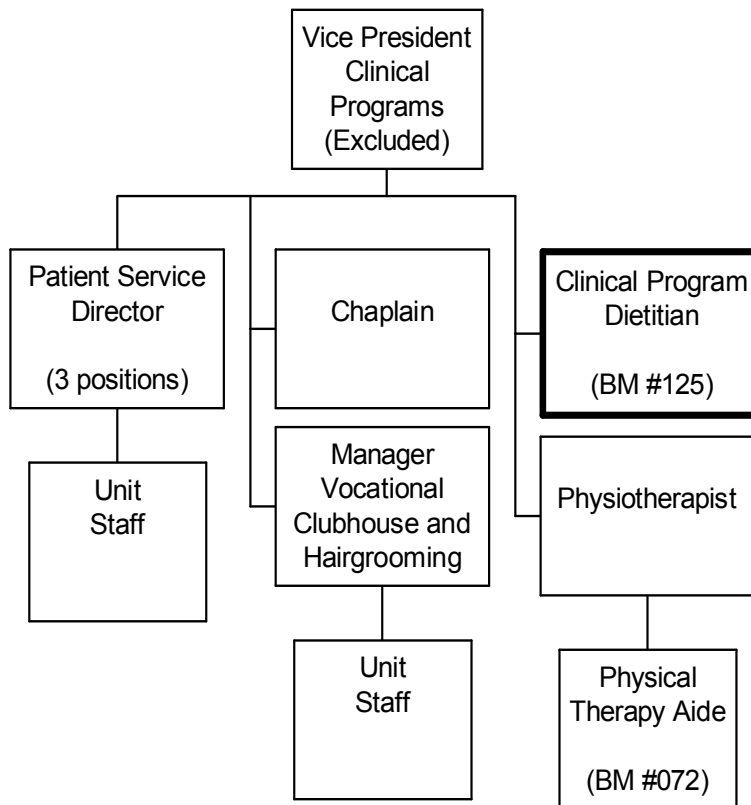 Vice President
Clinical
Programs
(Excluded)
Patient Service
Director
(3 positions)
Chaplain
Clinical Program
Dietitian
(BM #125)
Unit
Staff
Manager
Vocational
Clubhouse and
Hairgrooming
Physiotherapist
Unit
Staff
Physical
Therapy Aide
(BM #072)